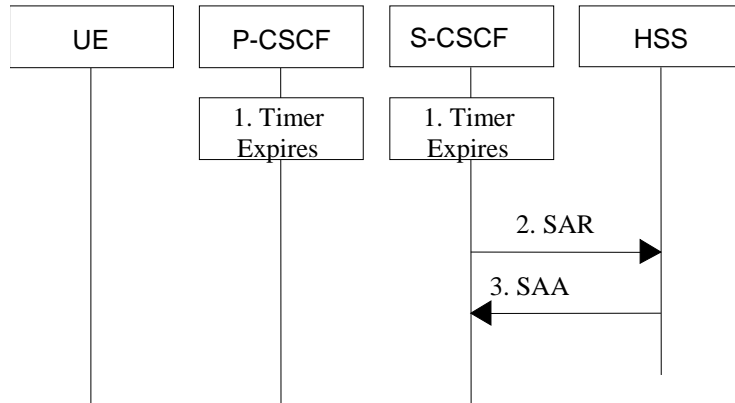 UE
P-CSCF
S-CSCF
HSS
1. Timer
Expires
1. Timer
Expires
2. SAR
3. SAA